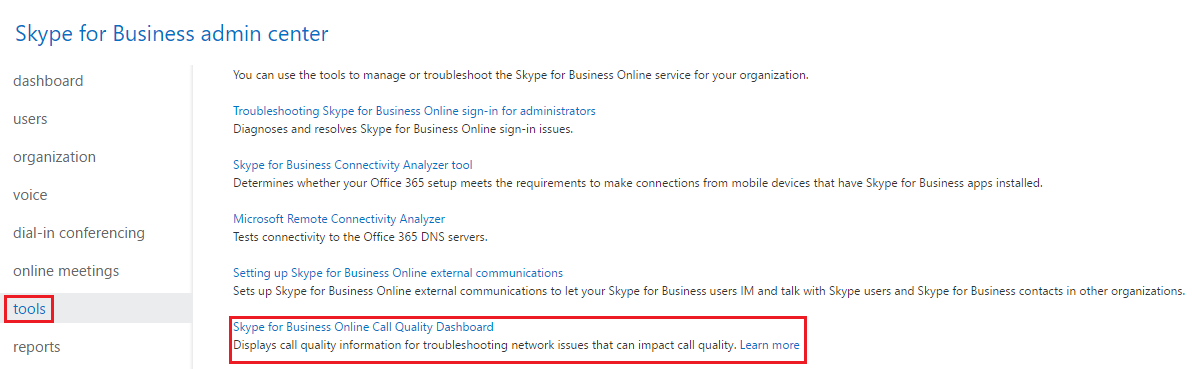 Skype for Business admin center
dashboard
users
organization
voice
dial-in conferencing
online meetings
tools
reports
You can use the tools to manage or troubleshoot the Skype for Business Online service for your organization.
Troubleshooting Skype for Business Online sign-in for administrators
Diagnoses and resolves Skype for Business Online sign-in issues.
Skype for Business Connectivity Analyzer tool
Determines whether your Office 365 setup meets the requirements to make connections from mobile devices that have Skype for Business apps installed.
Microsoft Remote Connectivity Analyzer
Tests connectivity to the Office 365 DNS servers.
Setting up Skype for Business Online external communications
Sets up Skype for Business Online external communications to let your Skype for Business users IM and talk with Skype users and Skype for Business contacts in other organizations.
Skype for Business Online Call Quality Dashboard
Displays call quality information for troubleshooting network issues that can impact call quality. Learn more